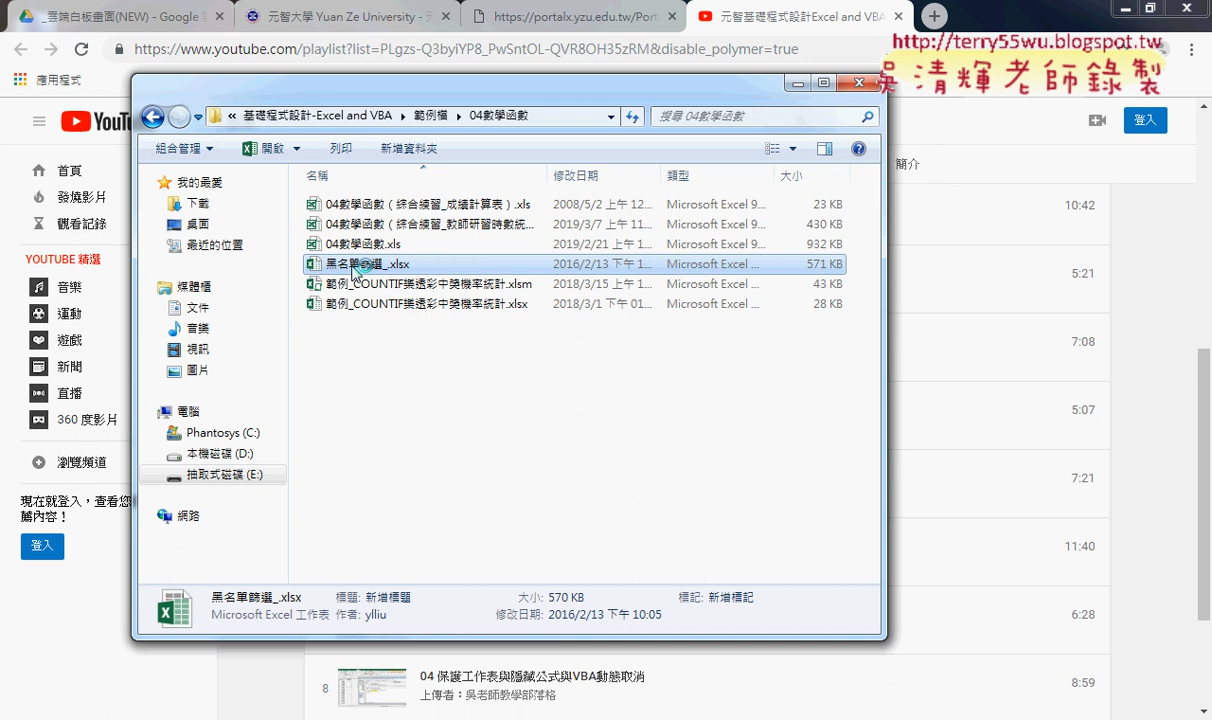 _雲端白板畫面(NEW) - Google
元智大學 Yuan Ze University - 元
https://portalx.yzu.edu.tw/Port
元智基礎程式設計Excel and VBA
https://www.youtube.com/playlist?list=PLgzs-Q3byiYP8_PwSntOL-QVR8OH35zRM&disable_polymer=true
http://terry55wu.blogspot.tw
吳清輝老師錄製
應用程式
YouTu
登入
簡介
首頁
發燒影片
觀看記錄
YOUTUBE 精選
音樂
運動
遊戲
新聞
直播
360 度影片
瀏覽頻道
現在就登入，查看您
薦內容！
登入
« 基礎程式設計-Excel and VBA ▸ 範例檔 ▸ 04數學函數
搜尋 04數學函數
組合管理 開啟 列印 新增資料夾
名稱 修改日期 類型 大小
04數學函數（綜合練習_成績計算表）.xls 2008/5/2 上午 12... Microsoft Excel 9... 23 KB
04數學函數（綜合練習_教師研習時數統... 2019/3/7 上午 11... Microsoft Excel 9... 430 KB
04數學函數.xls 2019/2/21 上午 1... Microsoft Excel 9... 932 KB
黑名單篩選_.xlsx 2016/2/13 下午 1... Microsoft Excel ... 571 KB
範例_COUNTIF樂透彩中獎機率統計.xlsm 2018/3/15 上午 1... Microsoft Excel ... 43 KB
範例_COUNTIF樂透彩中獎機率統計.xlsx 2018/3/1 下午 01... Microsoft Excel ... 28 KB
我的最愛
下載
桌面
最近的位置
媒體櫃
文件
音樂
視訊
圖片
電腦
Phantosys (C:)
本機磁碟 (D:)
抽取式磁碟 (E:)
網路
黑名單篩選_.xlsx 標題: 新增標題 大小: 570 KB 標記: 新增標記
Microsoft Excel 工作表 作者: ylliu 修改日期: 2016/2/13 下午 10:05
10:42
5:21
7:08
5:07
7:21
11:40
6:28
8 04 保護工作表與隱藏公式與VBA動態取消 8:59
上傳者：吳老師教學部落格